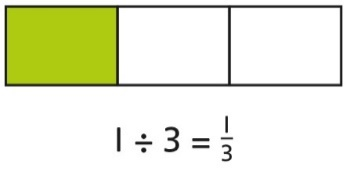 1 ÷ 3 = 1/3